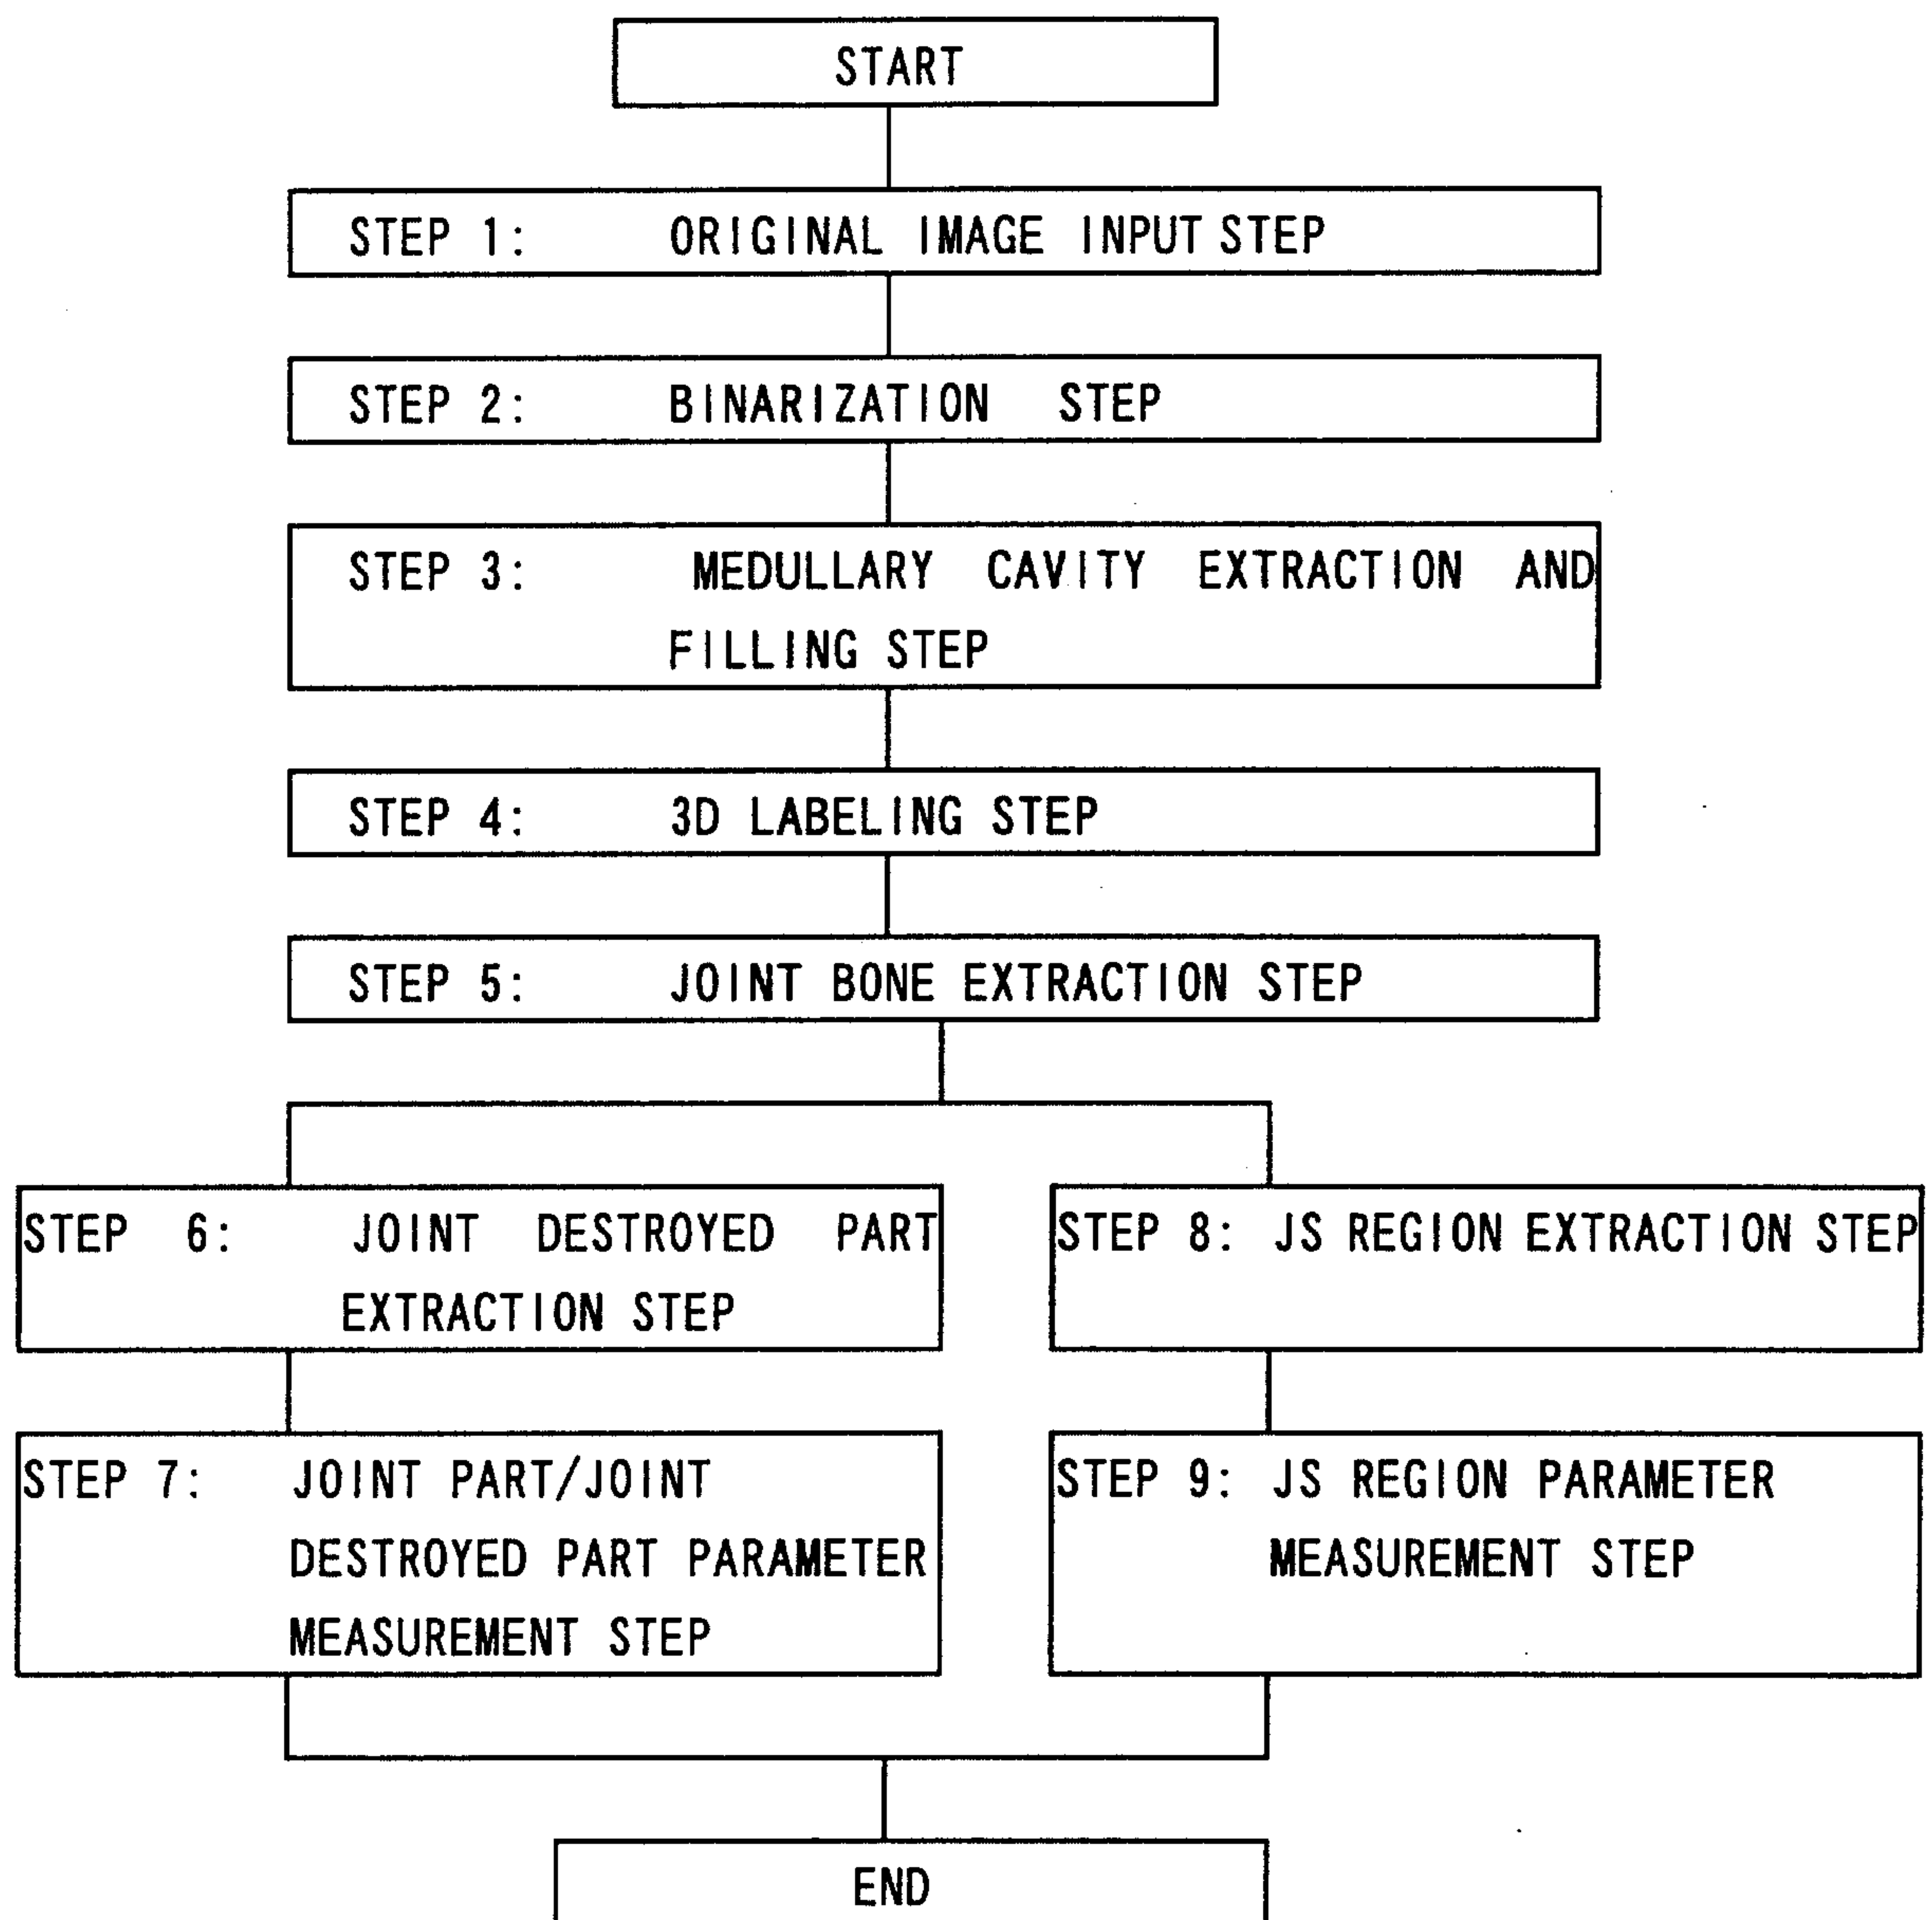 START
STEP 1: ORIGINAL IMAGE INPUT STEP
STEP 2: BINARIZATION STEP
STEP 3: MEDULLARY CAVITY EXTRACTION AND
FILLING STEP
STEP 4: 3D LABELING STEP
STEP 5: JOINT BONE EXTRACTION STEP
STEP 6: JOINT DESTROYED PART
EXTRACTION STEP
STEP 7: JOINT PART/JOINT
DESTROYED PART PARAMETER
MEASUREMENT STEP
STEP 8: JS REGION EXTRACTION STEP
STEP 9: JS REGION PARAMETER
MEASUREMENT STEP
END